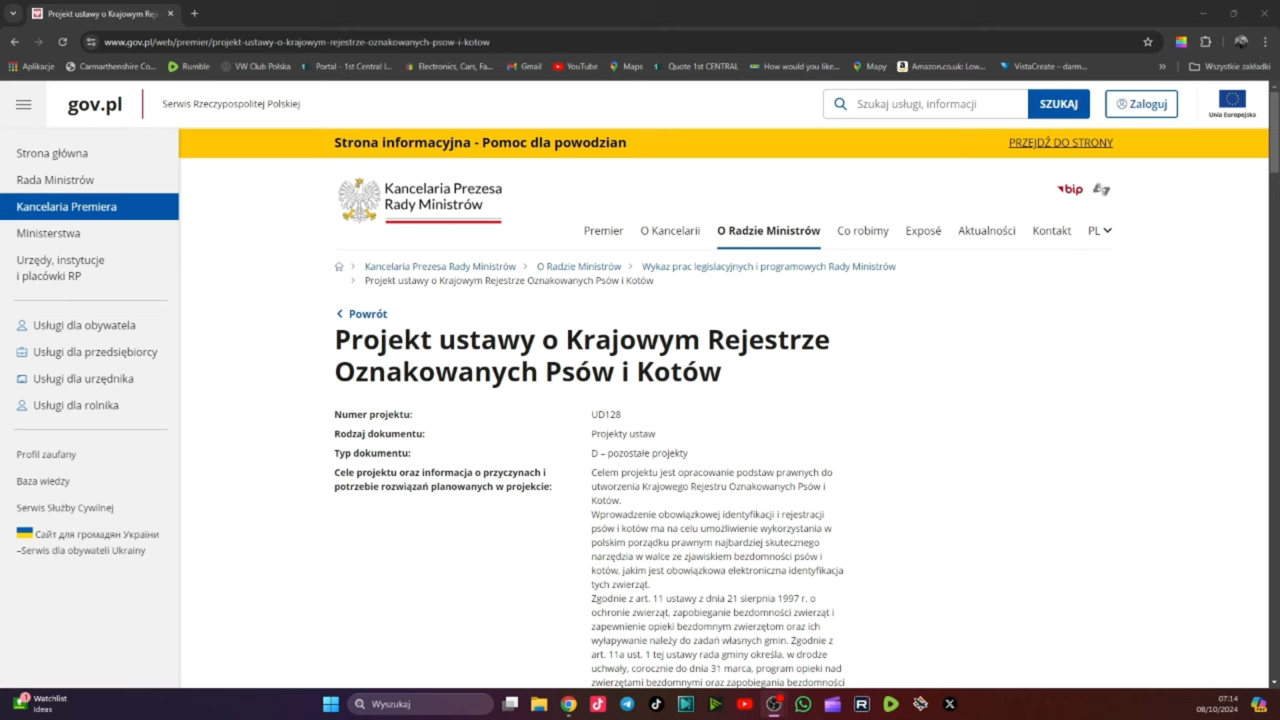 Projekt ustawy o Krajowym Rej
www.gov.pl/web/premier/projekt-ustawy-o-krajowym-rejestrze-oznakowanych-psow-i-kotow
Aplikacje
Carmarthenshire Co...
Rumble
VW Club Polska
Portal - 1st Central I...
Electronics, Cars, Fa...
Gmail
YouTube
Maps
Quote 1st CENTRAL
How would you like...
Mapy
Amazon.co.uk: Low...
VistaCreate – darm...
»
Wszystkie zakładki
gov.pl
Serwis Rzeczypospolitej Polskiej
Szukaj usługi, informacji
SZUKAJ
Zaloguj
Unia Europejska
Strona główna
Rada Ministrów
Kancelaria Premiera
Ministerstwa
Urzędy, instytucje
i placówki RP
Usługi dla obywatela
Usługi dla przedsiębiorcy
Usługi dla urzędnika
Usługi dla rolnika
Profil zaufany
Baza wiedzy
Serwis Służby Cywilnej
Сайт для громадян України
–Serwis dla obywateli Ukrainy
Strona informacyjna - Pomoc dla powodzian
PRZEJDŹ DO STRONY
Kancelaria Prezesa
Rady Ministrów
bip
Premier
O Kancelarii
O Radzie Ministrów
Co robimy
Exposé
Aktualności
Kontakt
PL
Kancelaria Prezesa Rady Ministrów
O Radzie Ministrów
Wykaz prac legislacyjnych i programowych Rady Ministrów
Projekt ustawy o Krajowym Rejestrze Oznakowanych Psów i Kotów
Powrót
Projekt ustawy o Krajowym Rejestrze
Oznakowanych Psów i Kotów
Numer projektu:
UD128
Rodzaj dokumentu:
Projekty ustaw
Typ dokumentu:
D – pozostałe projekty
Cele projektu oraz informacja o przyczynach i
potrzebie rozwiązań planowanych w projekcie:
Celem projektu jest opracowanie podstaw prawnych do
utworzenia Krajowego Rejestru Oznakowanych Psów i
Kotów.
Wprowadzenie obowiązkowej identyfikacji i rejestracji
psów i kotów ma na celu umożliwienie wykorzystania w
polskim porządku prawnym najbardziej skutecznego
narzędzia w walce ze zjawiskiem bezdomności psów i
kotów, jakim jest obowiązkowa elektroniczna identyfikacja
tych zwierząt.
Zgodnie z art. 11 ustawy z dnia 21 sierpnia 1997 r. o
ochronie zwierząt, zapobieganie bezdomności zwierząt i
zapewnienie opieki bezdomnym zwierzętom oraz ich
wyłapywanie należy do zadań własnych gmin. Zgodnie z
art. 11a ust. 1 tej ustawy rada gminy określa, w drodze
uchwały, corocznie do dnia 31 marca, program opieki nad
zwierzętami bezdomnymi oraz zapobiegania bezdomności
1
Watchlist
Ideas
Wyszukaj
07:14
08/10/2024